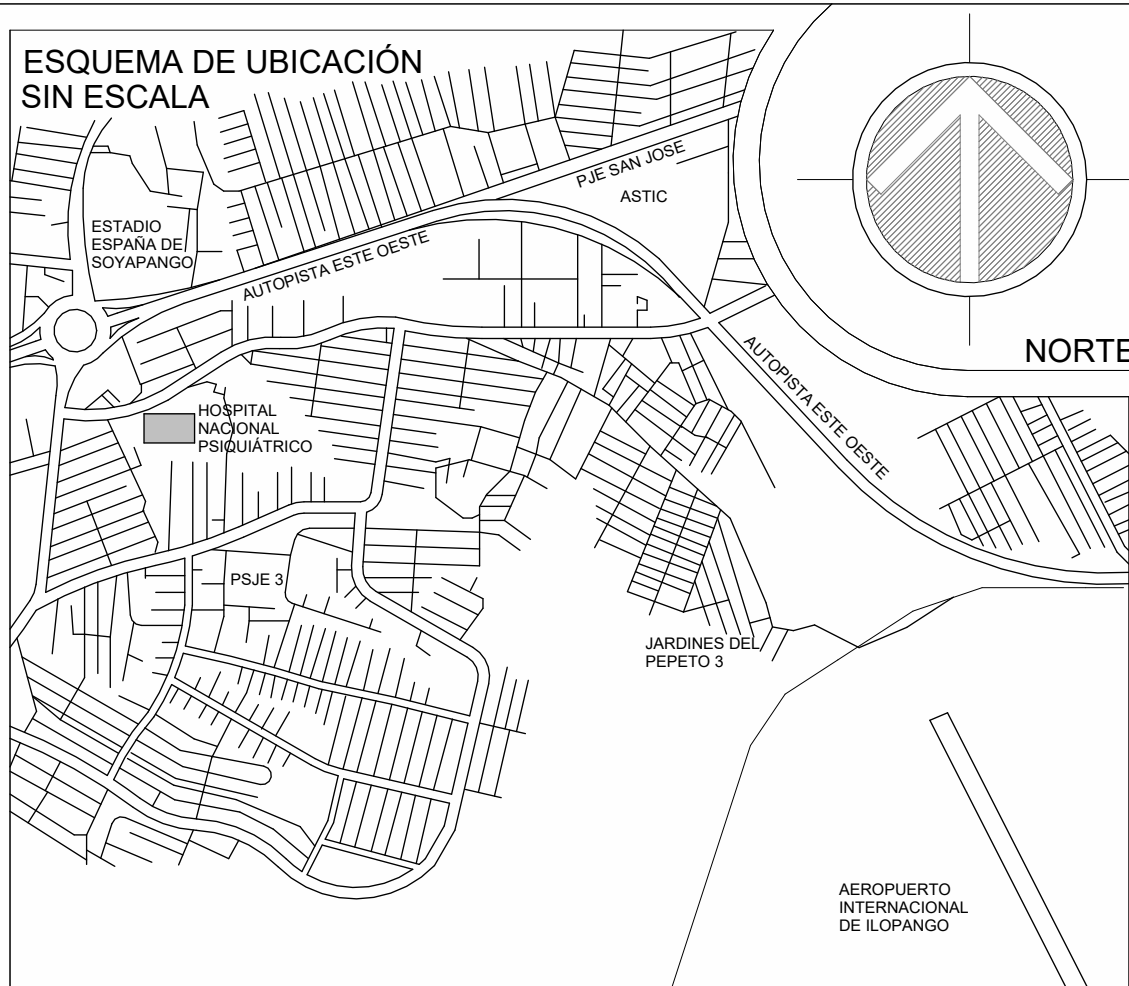 ESQUEMA DE UBICACIÓN
SIN ESCALA
PJE SAN JOSE
ASTIC
ESTADIO
ESPAÑA DE
SOYAPANGO
AUTOPISTA ESTE OESTE
NORTE
AUTOPISTA ESTE OESTE
HOSPITAL
NACIONAL
PSIQUIÁTRICO
PSJE 3
JARDINES DEL
PEPETO 3
AEROPUERTO
INTERNACIONAL
DE ILOPANGO